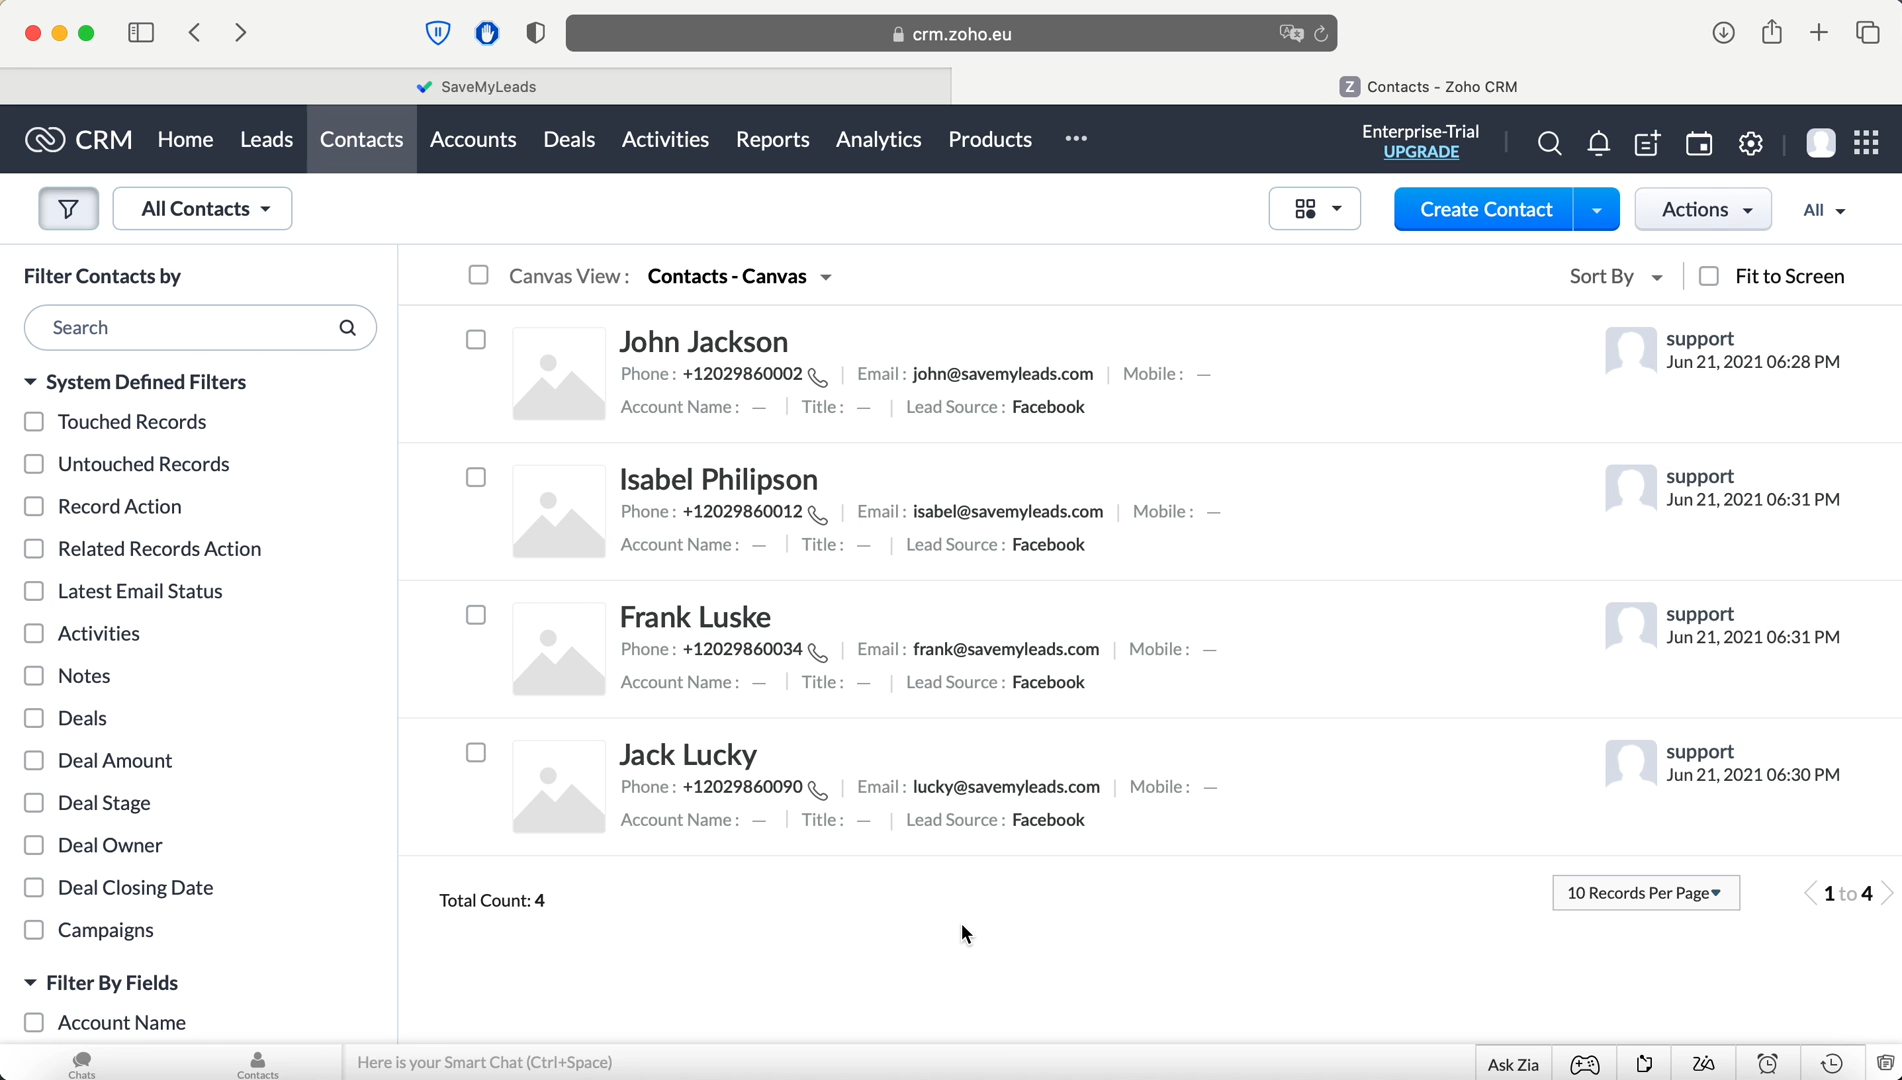 crm.zoho.eu
SaveMyLeads
Z Contacts - Zoho CRM
CRM Home Leads Contacts Accounts Deals Activities Reports Analytics Products •••
Enterprise-Trial
UPGRADE
All Contacts
Create Contact Actions All
Filter Contacts by
Search
System Defined Filters
Touched Records
Untouched Records
Record Action
Related Records Action
Latest Email Status
Activities
Notes
Deals
Deal Amount
Deal Stage
Deal Owner
Deal Closing Date
Campaigns
Filter By Fields
Account Name
Canvas View : Contacts - Canvas Sort By Fit to Screen
John Jackson
Phone : +12029860002 Email : john@savemyleads.com Mobile : —
Account Name : — Title : — Lead Source : Facebook
support
Jun 21, 2021 06:28 PM
Isabel Philipson
Phone : +12029860012 Email : isabel@savemyleads.com Mobile : —
Account Name : — Title : — Lead Source : Facebook
support
Jun 21, 2021 06:31 PM
Frank Luske
Phone : +12029860034 Email : frank@savemyleads.com Mobile : —
Account Name : — Title : — Lead Source : Facebook
support
Jun 21, 2021 06:31 PM
Jack Lucky
Phone : +12029860090 Email : lucky@savemyleads.com Mobile : —
Account Name : — Title : — Lead Source : Facebook
support
Jun 21, 2021 06:30 PM
Total Count: 4 10 Records Per Page 1 to 4
Chats Contacts Here is your Smart Chat (Ctrl+Space) Ask Zia